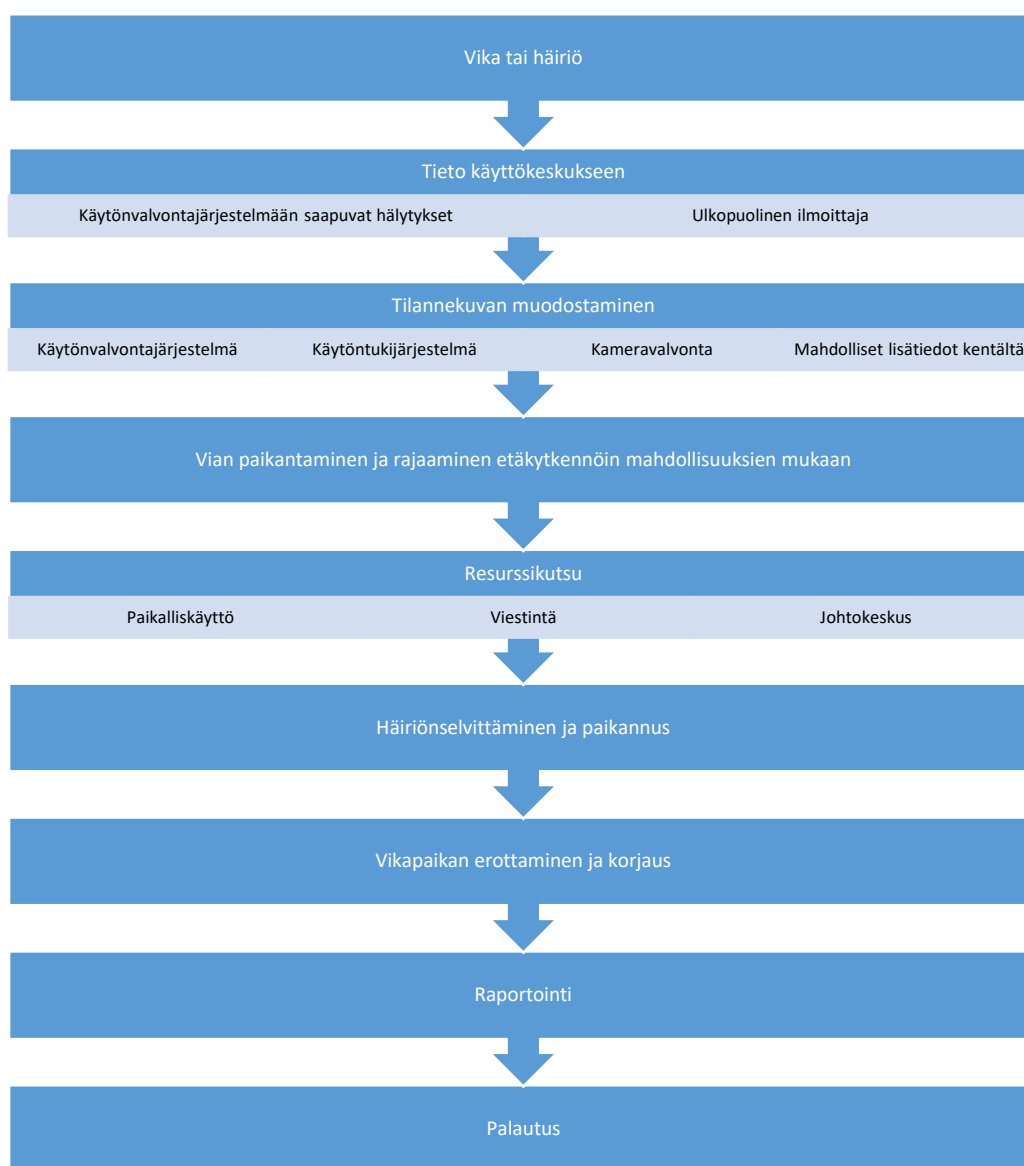 Vika tai häiriö
Tieto käyttökeskukseen
Käytönvalvontajärjestelmään saapuvat hälytykset
Ulkopuolinen ilmoittaja
Tilannekuvan muodostaminen
Käytönvalvontajärjestelmä
Käytöntukijärjestelmä
Kameravalvonta
Mahdolliset lisätiedot kentältä
Vian paikantaminen ja rajaaminen etäkytkennöin mahdollisuuksien mukaan
Resurssikutsu
Paikalliskäyttö
Viestintä
Johtokeskus
Häiriönselvittäminen ja paikannus
Vikapaikan erottaminen ja korjaus
Raportointi
Palautus